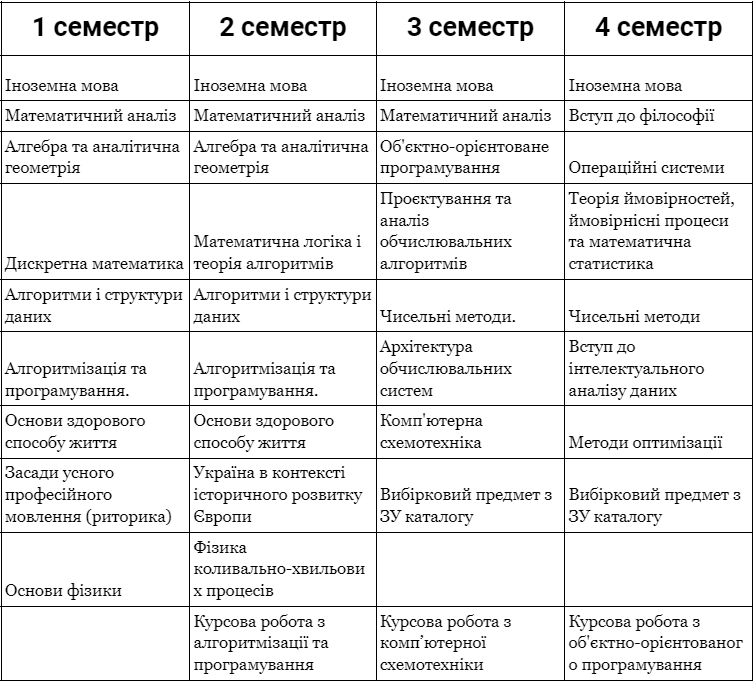 1 семестр
2 семестр
3 семестр
4 семестр
Іноземна мова
Іноземна мова
Іноземна мова
Іноземна мова
Математичний аналіз
Математичний аналіз
Математичний аналіз
Вступ до філософії
Алгебра та аналітична
геометрія
Алгебра та аналітична
геометрія
Об'єктно-орієнтоване
програмування
Операційні системи
Дискретна математика
Математична логіка і
теорія алгоритмів
Проєктування та
аналіз
обчислювальних
алгоритмів
Теорія ймовірностей,
ймовірнісні процеси
та математична
статистика
Алгоритми і структури
даних
Алгоритми і структури
даних
Чисельні методи.
Чисельні методи
Алгоритмізація та
програмування.
Алгоритмізація та
програмування.
Архітектура
обчислювальних
систем
Вступ до
інтелектуального
аналізу даних
Основи здорового
способу життя
Основи здорового
способу життя
Комп'ютерна
схемотехніка
Методи оптимізації
Засади усного
професійного
мовлення (риторика)
Україна в контексті
історичного розвитку
Європи
Вибірковий предмет з
ЗУ каталогу
Вибірковий предмет з
ЗУ каталогу
Основи фізики
Фізика
коливально-хвильови
х процесів
Курсова робота з
алгоритмізації та
програмування
Курсова робота з
комп’ютерної
схемотехніки
Курсова робота з
об'єктно-орієнтованог
о програмування